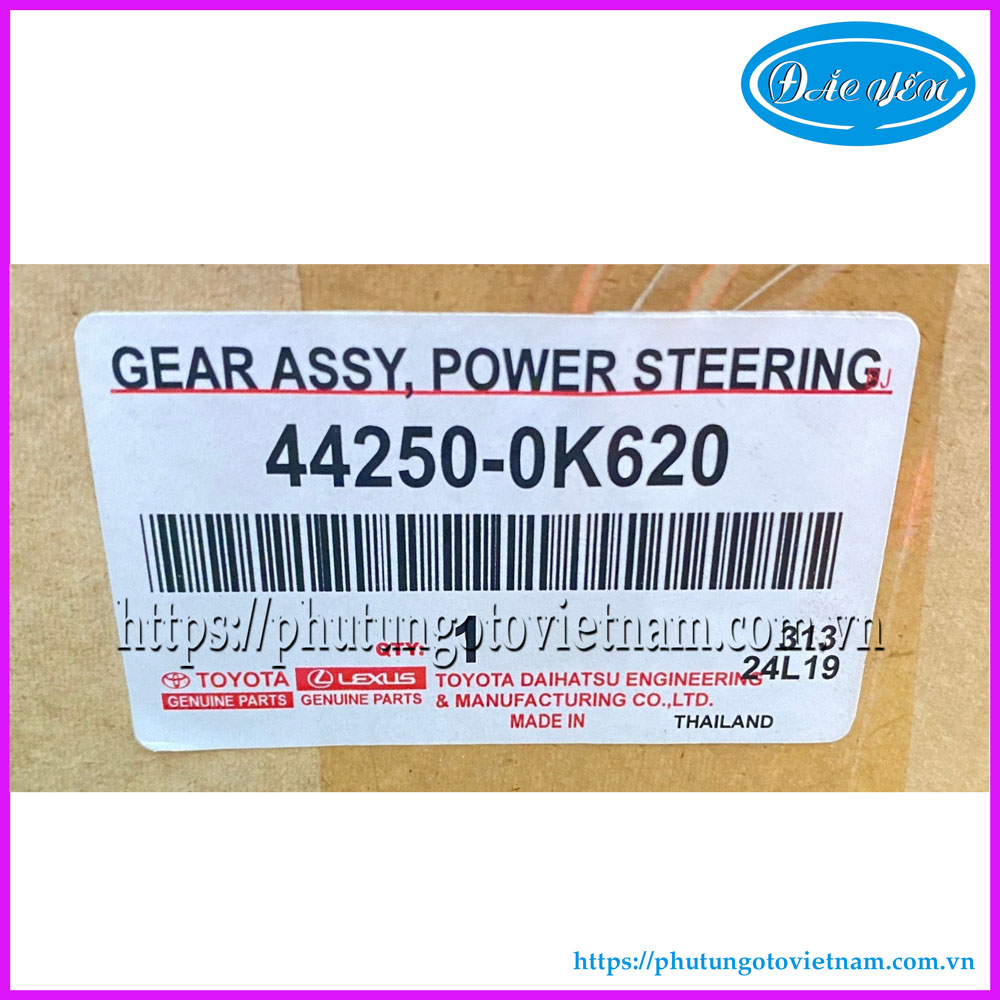 ĐẮC YẾN
GEAR ASSY, POWER STEERING
44250-0K620
https://phutungotovietnam.com.vn
QTY: 1
313
24L19
TOYOTA
GENUINE PARTS
LEXUS
GENUINE PARTS
TOYOTA DAIHATSU ENGINEERING
& MANUFACTURING CO.,LTD.
MADE IN THAILAND
https://phutungotovietnam.com.vn